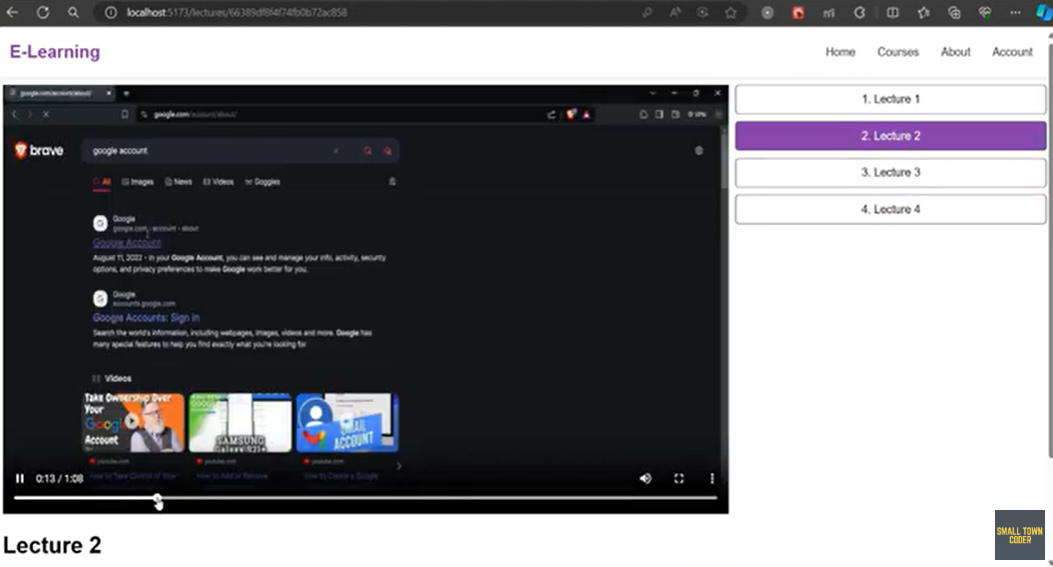 localhost:5173/lectures/66389df8f4f74fb0b72ac858
E-Learning
Home Courses About Account
google.com/account/about/
google.com/account/about/
brave
google account
All Images News Videos Goggles
Google
google.com › account › about
Google Account
August 11, 2022 - In your Google Account, you can see and manage your info, activity, security
options, and privacy preferences to make Google work better for you.
Google
accounts.google.com
Google Accounts: Sign in
Search the world's information, including webpages, images, videos and more. Google has
many special features to help you find exactly what you're looking for
Videos
Take Ownership Over
Your
Google
Account
SAMSUNG
Galaxy S21+
GMAIL
ACCOUNT
youtube.com youtube.com youtube.com
How to Take Control of Your How to Add or Remove How to Create a Google
0:13 / 1:08
1. Lecture 1
2. Lecture 2
3. Lecture 3
4. Lecture 4
Lecture 2
SMALL TOWN
CODER